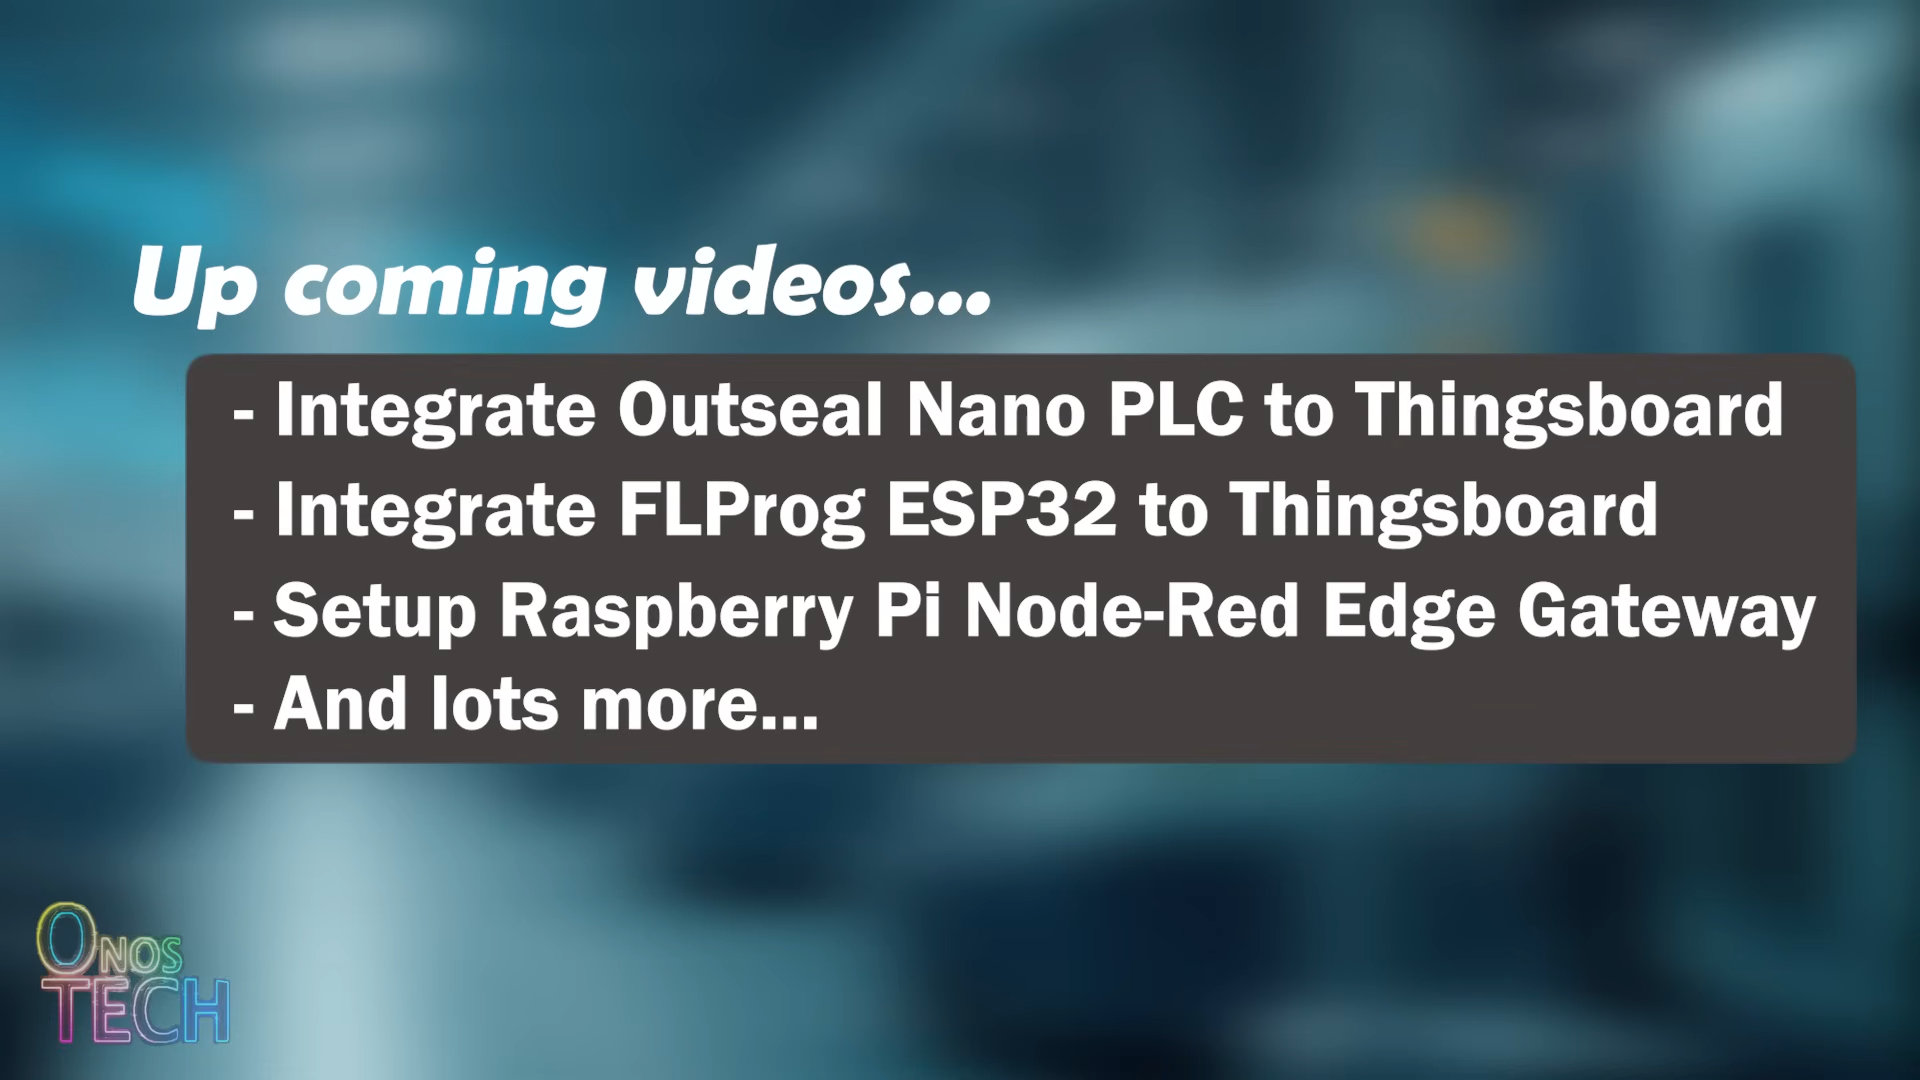 Up coming videos...
- Integrate Outseal Nano PLC to Thingsboard
- Integrate FLProg ESP32 to Thingsboard
- Setup Raspberry Pi Node-Red Edge Gateway
- And lots more...
ONOS
TECH